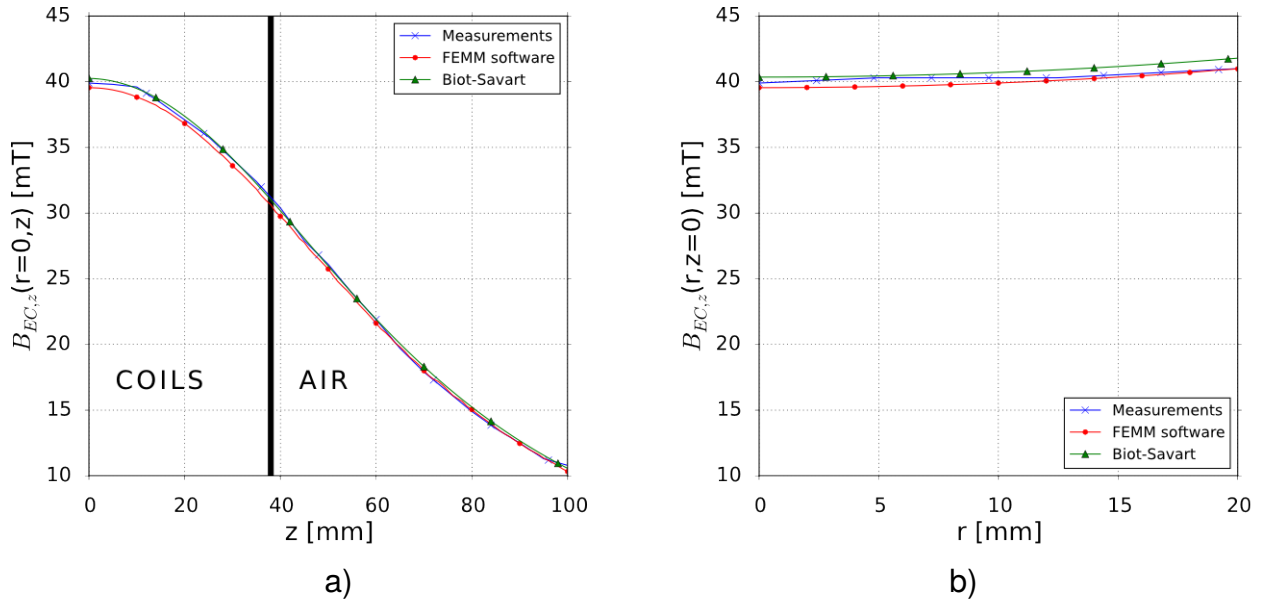 45
40
35
30
25
20
15
10
B_{EC,z}(r=0,z) [mT]
Measurements
FEMM software
Biot-Savart
COILS
AIR
0 20 40 60 80 100
z [mm]
a)
45
40
35
30
25
20
15
10
B_{EC,z}(r,z=0) [mT]
Measurements
FEMM software
Biot-Savart
0 5 10 15 20
r [mm]
b)